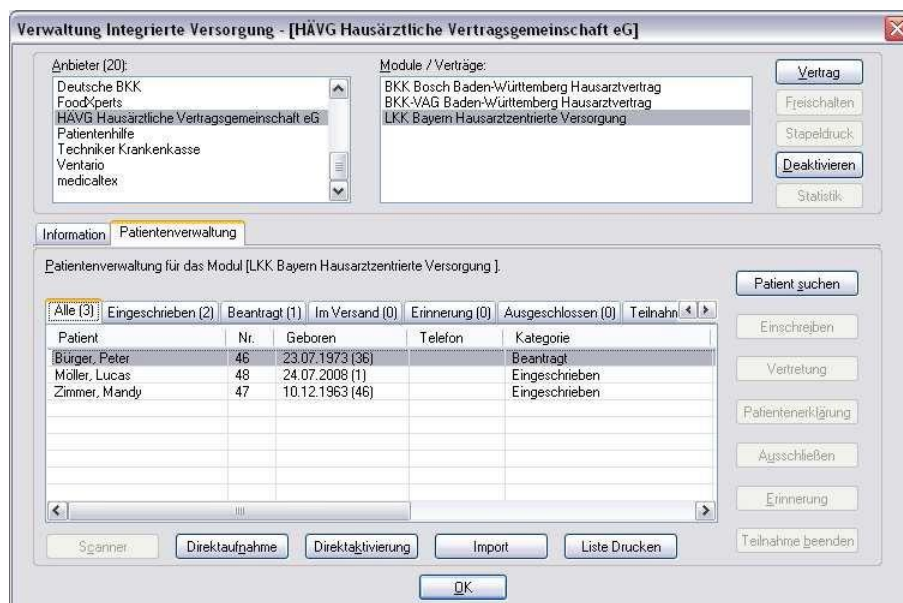 Verwaltung Integrierte Versorgung - [HÄVG Hausärztliche Vertragsgemeinschaft eG]
Anbieter (20):
Deutsche BKK
FoodXperts
HÄVG Hausärztliche Vertragsgemeinschaft eG
Patientenhilfe
Techniker Krankenkasse
Ventario
medicaltex
Module / Verträge:
BKK Bosch Baden-Württemberg Hausarztvertrag
BKK-VAG Baden-Württemberg Hausarztvertrag
LKK Bayern Hausarztzentrierte Versorgung
Vertrag
Freischalten
Stapeldruck
Deaktivieren
Statistik
Information Patientenverwaltung
Patientenverwaltung für das Modul [LKK Bayern Hausarztzentrierte Versorgung ].
Alle (3) Eingeschrieben (2) Beantragt (1) Im Versand (0) Erinnerung (0) Ausgeschlossen (0) Teilnahm
Patient Nr. Geboren Telefon Kategorie
Bürger, Peter 46 23.07.1973 (36) Beantragt
Möller, Lucas 48 24.07.2008 (1) Eingeschrieben
Zimmer, Mandy 47 10.12.1963 (46) Eingeschrieben
Patient suchen
Einschreiben
Vertretung
Patientenerklärung
Ausschließen
Erinnerung
Teilnahme beenden
Scanner Direktaufnahme Direktaktivierung Import Liste Drucken
OK